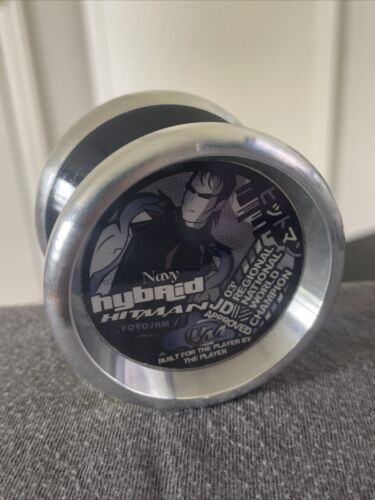 ヒットマン
Navy
hybrid
HITMAN
YOYOJAM
JD
APPROVED
REGIONAL
NATIONAL
WORLD
CHAMPION
BUILT FOR THE PLAYER BY
THE PLAYER